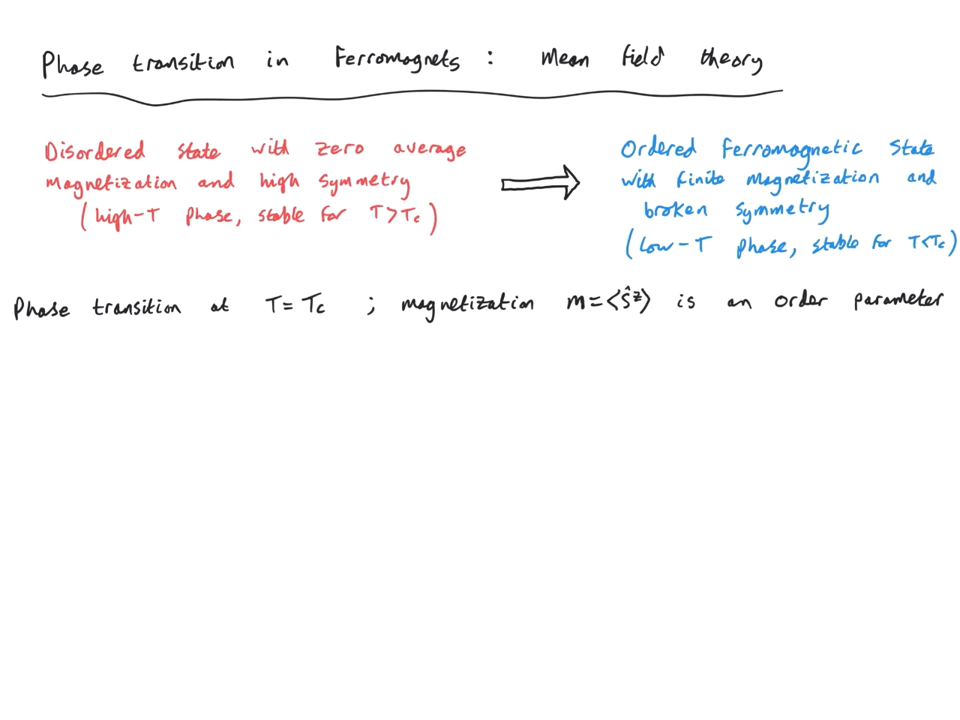 Phase transition in Ferromagnets : Mean field theory
Disordered state with zero average
Magnetization and high symmetry
(high-T phase, stable for T>Tc)
Ordered Ferromagnetic State
with finite Magnetization and
broken symmetry
(low-T phase, stable for T<Tc)
Phase transition at T=Tc ; magnetization m=<Ŝᶻ> is an order parameter